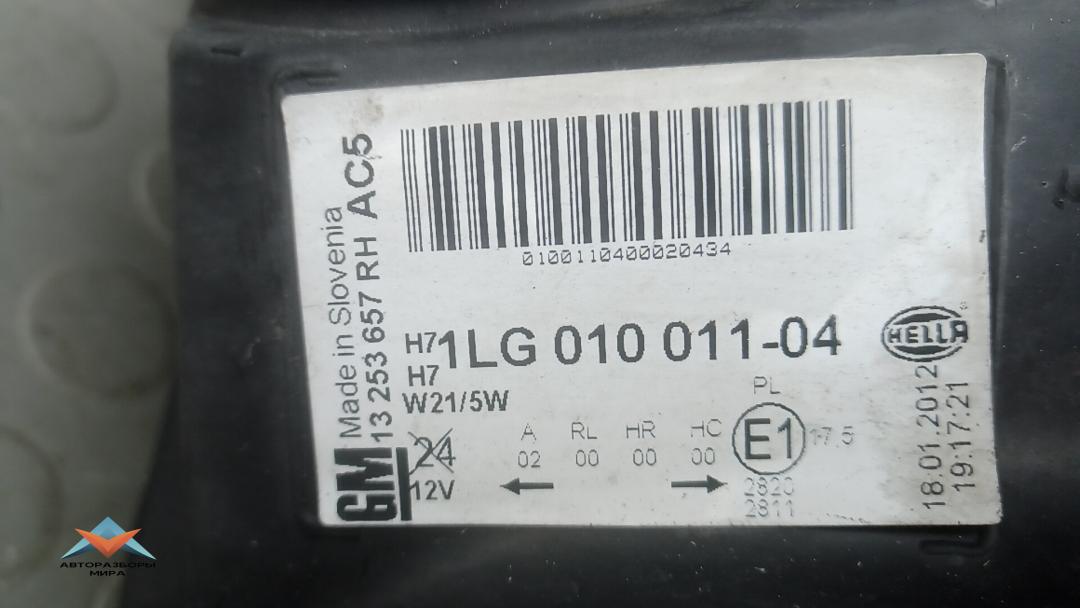 Made in Slovenia
13 253 657 RH AC5
GM
0100110400020434
H7 1LG 010 011-04
HELLA
H7
W21/5W
PL
24
A RL HR HC
E1
17.5
02 00 00 00
12V
2811
18.01.2012
19:17:21
АВТОРАЗБОРЫ
МИРА